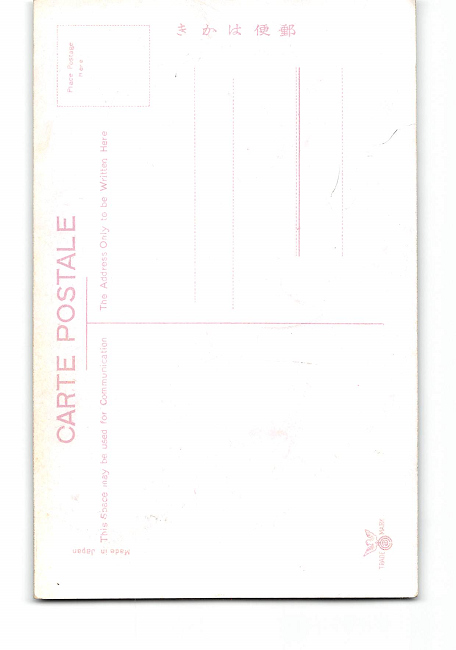 きかは便郵
Place Postage
here
CARTE POSTALE
This Space may be used for Communication
The Address Only to be Written Here
Made in Japan
TRADE MARK